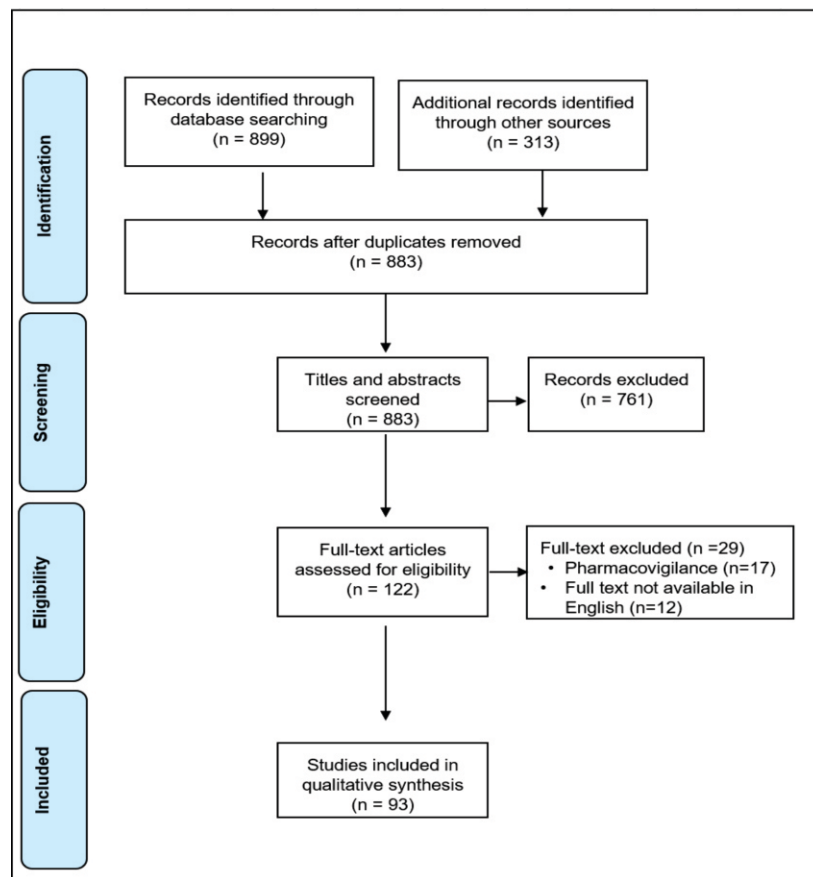 Identification
Records identified through
database searching
(n = 899)
Additional records identified
through other sources
(n = 313)
Records after duplicates removed
(n = 883)
Screening
Titles and abstracts
screened
(n = 883)
Records excluded
(n = 761)
Eligibility
Full-text articles
assessed for eligibility
(n = 122)
Full-text excluded (n =29)
• Pharmacovigilance (n=17)
• Full text not available in
English (n=12)
Included
Studies included in
qualitative synthesis
(n = 93)